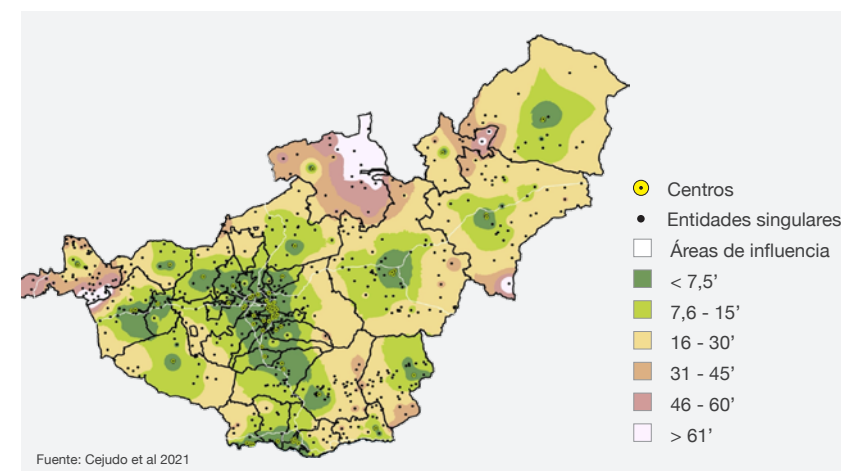 Centros
Entidades singulares
Áreas de influencia
< 7,5’
7,6 - 15’
16 - 30’
31 - 45’
46 - 60’
> 61’
Fuente: Cejudo et al 2021